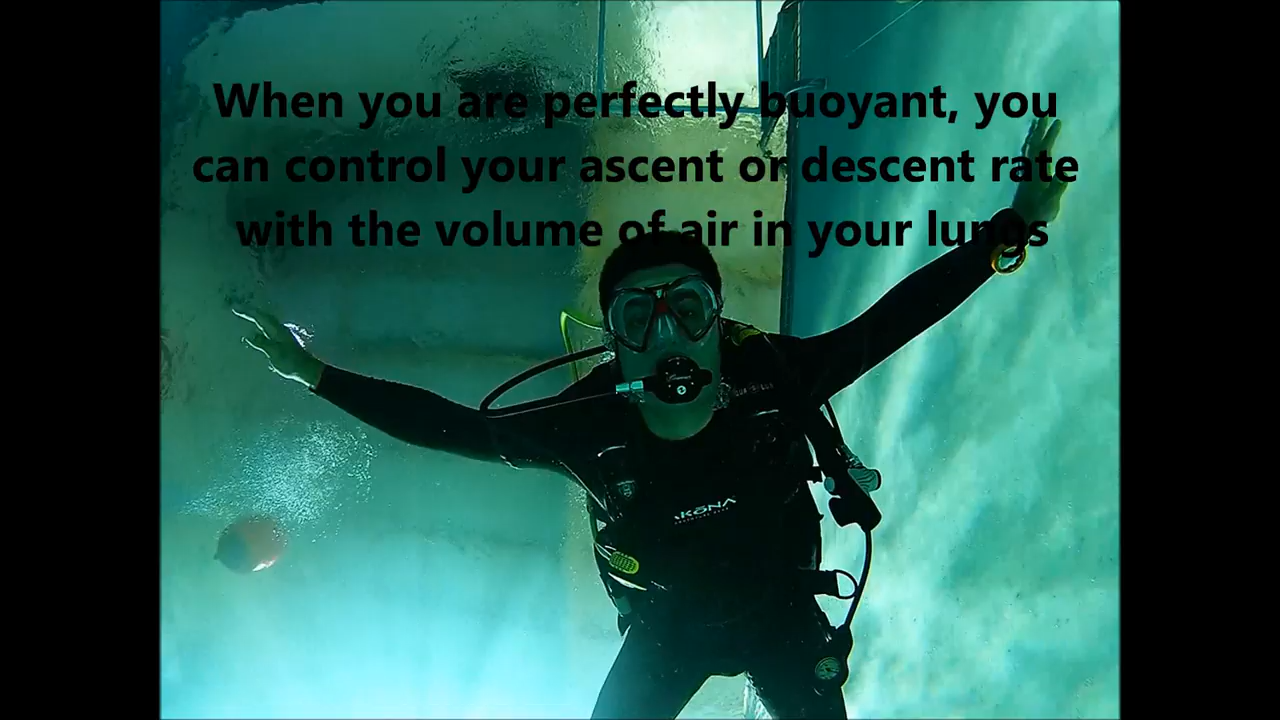 When you are perfectly buoyant, you
can control your ascent or descent rate
with the volume of air in your lungs
KONA